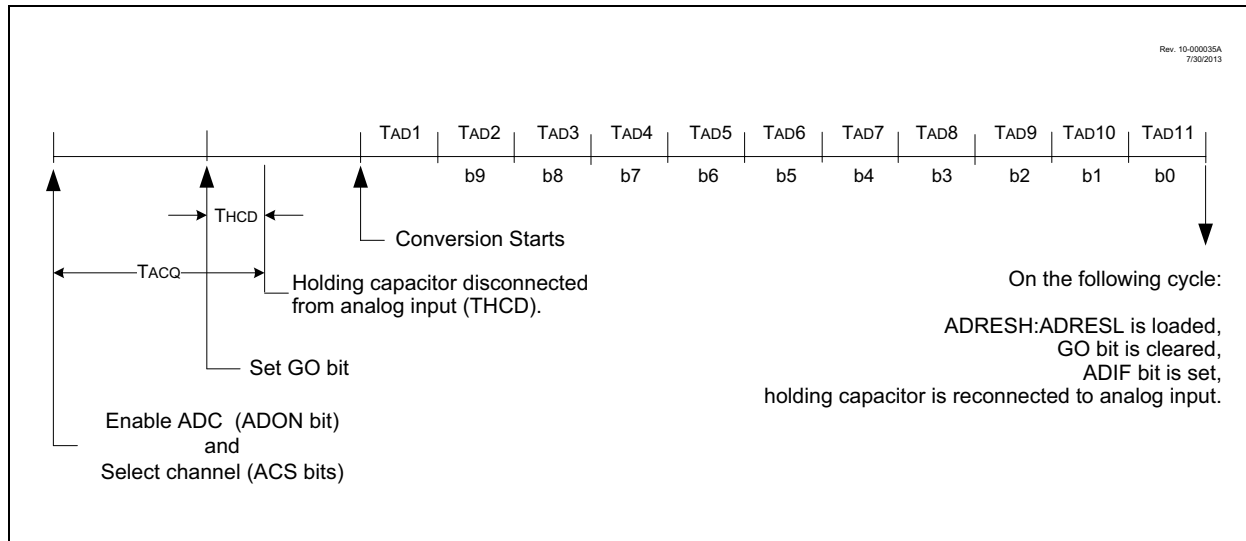 Rev. 10-000035A
7/30/2013
TAD1 TAD2 TAD3 TAD4 TAD5 TAD6 TAD7 TAD8 TAD9 TAD10 TAD11
b9 b8 b7 b6 b5 b4 b3 b2 b1 b0
THCD
Conversion Starts
TACQ
Holding capacitor disconnected
from analog input (THCD).
Set GO bit
Enable ADC (ADON bit)
and
Select channel (ACS bits)
On the following cycle:
ADRESH:ADRESL is loaded,
GO bit is cleared,
ADIF bit is set,
holding capacitor is reconnected to analog input.